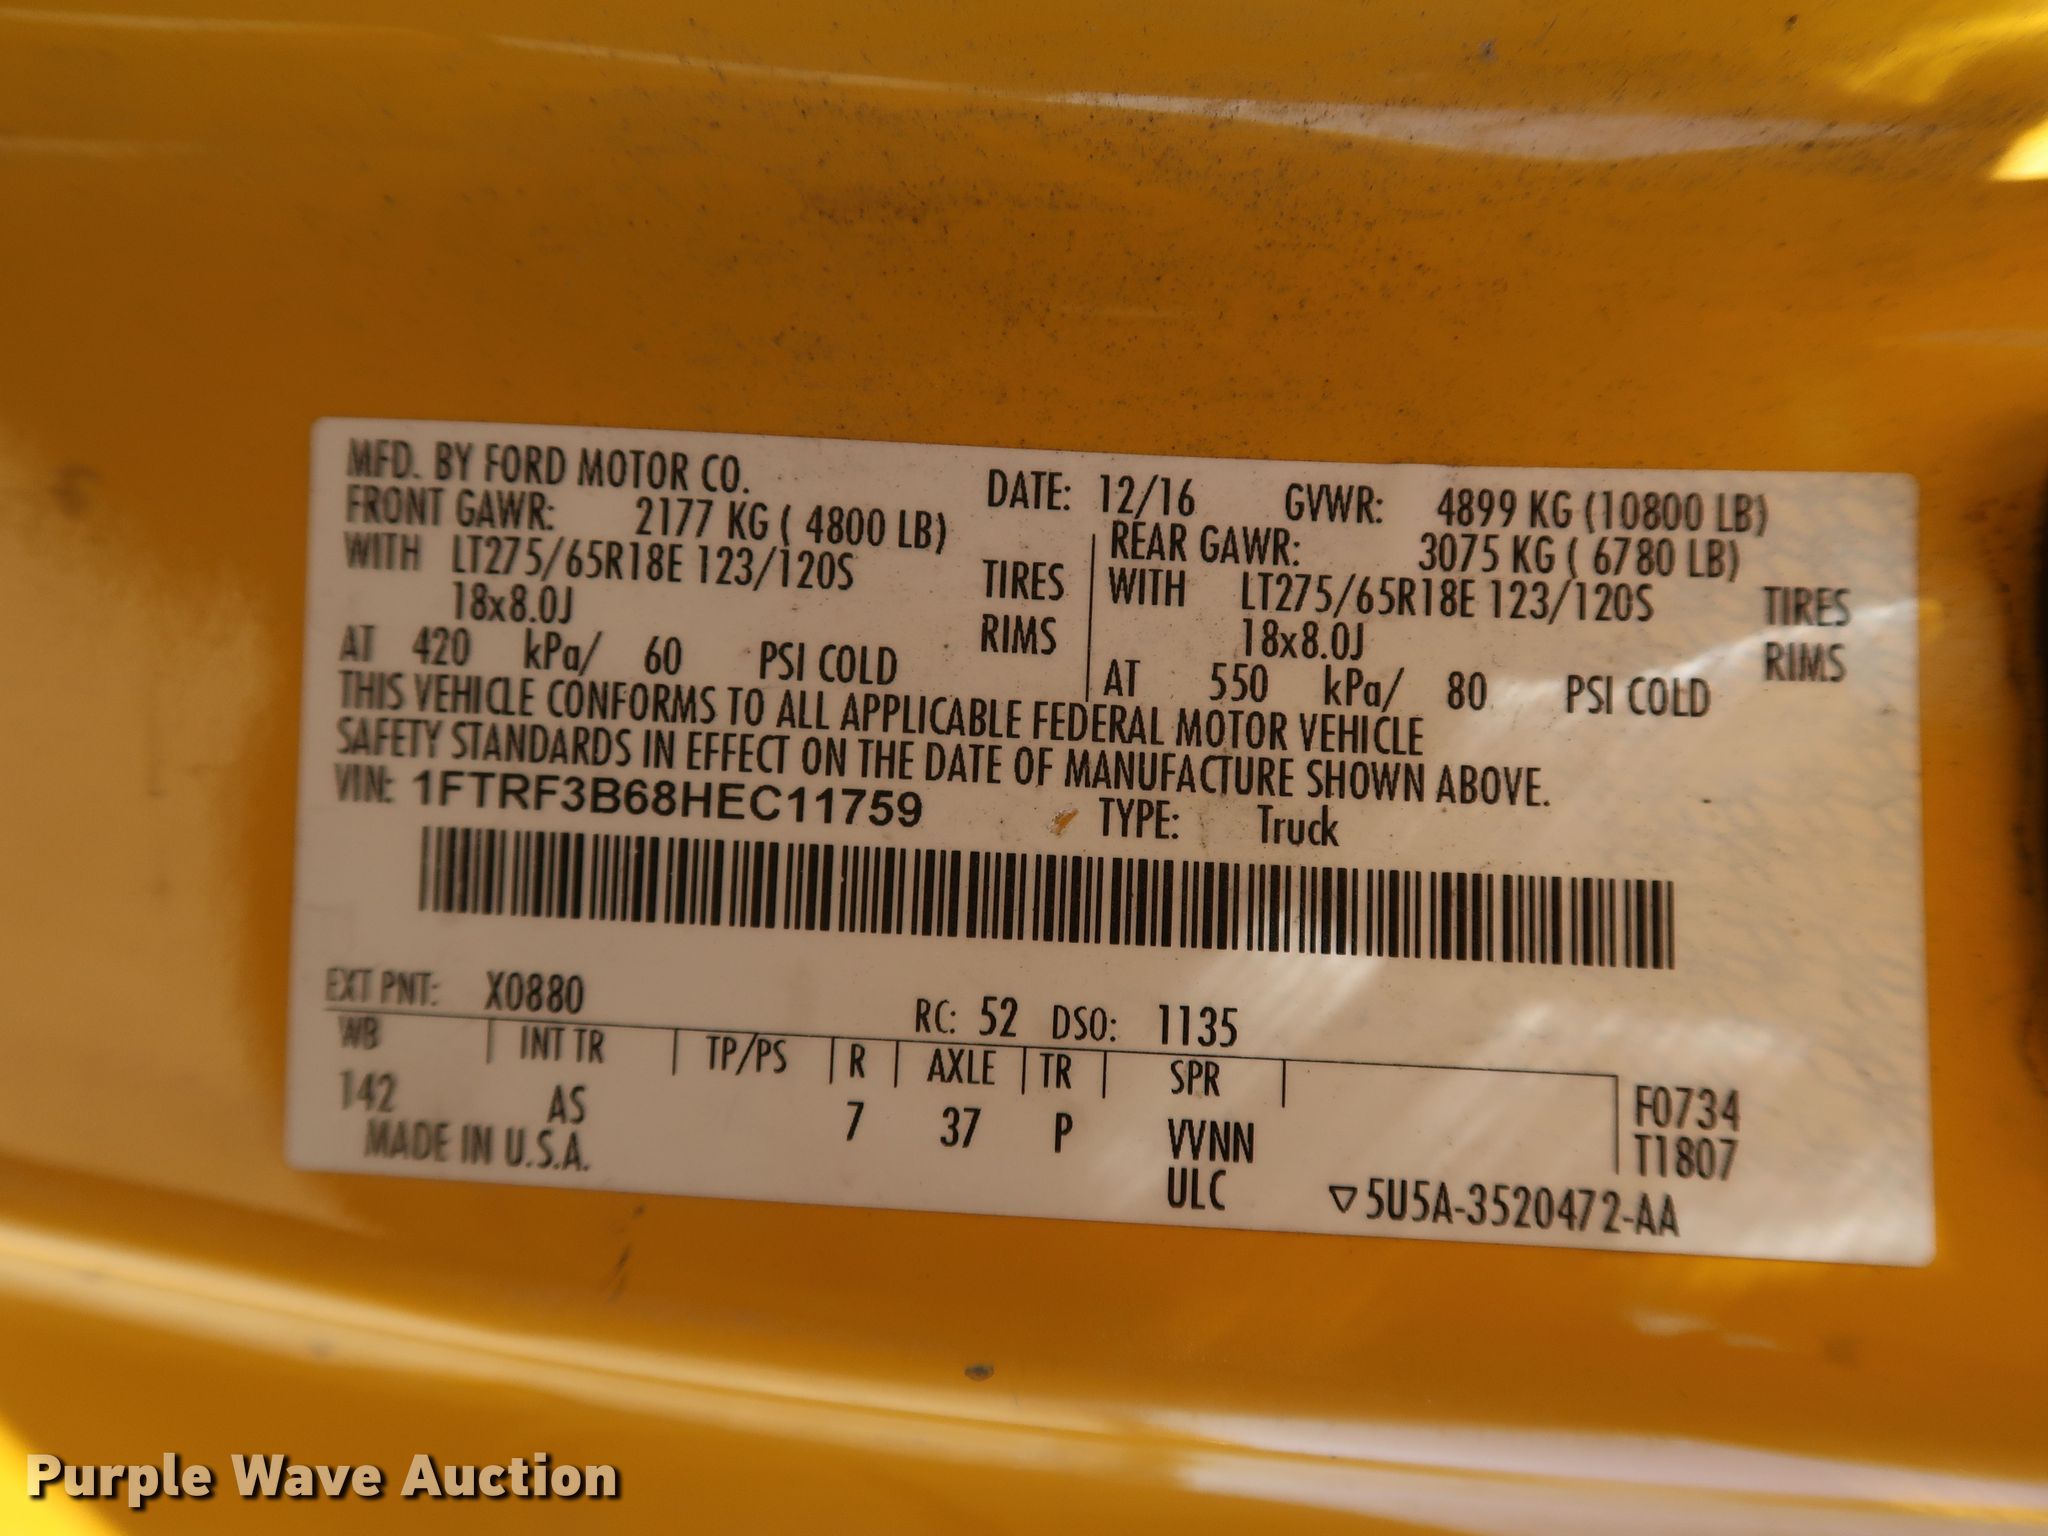 MFD. BY FORD MOTOR CO. DATE: 12/16 GVWR: 4899 KG (10800 LB)
FRONT GAWR: 2177 KG ( 4800 LB) REAR GAWR: 3075 KG ( 6780 LB)
WITH LT275/65R18E 123/120S TIRES WITH LT275/65R18E 123/120S TIRES
18x8.0J RIMS 18x8.0J RIMS
AT 420 kPa/ 60 PSI COLD AT 550 kPa/ 80 PSI COLD
THIS VEHICLE CONFORMS TO ALL APPLICABLE FEDERAL MOTOR VEHICLE
SAFETY STANDARDS IN EFFECT ON THE DATE OF MANUFACTURE SHOWN ABOVE.
VIN: 1FTRF3B68HEC11759 TYPE: Truck
EXT PNT: X0880 RC: 52 DSO: 1135
WB INT TR TP/PS R AXLE TR SPR F0734
142 AS 7 37 P VVNN T1807
MADE IN U.S.A. ULC ▽5U5A-3520472-AA
Purple Wave Auction